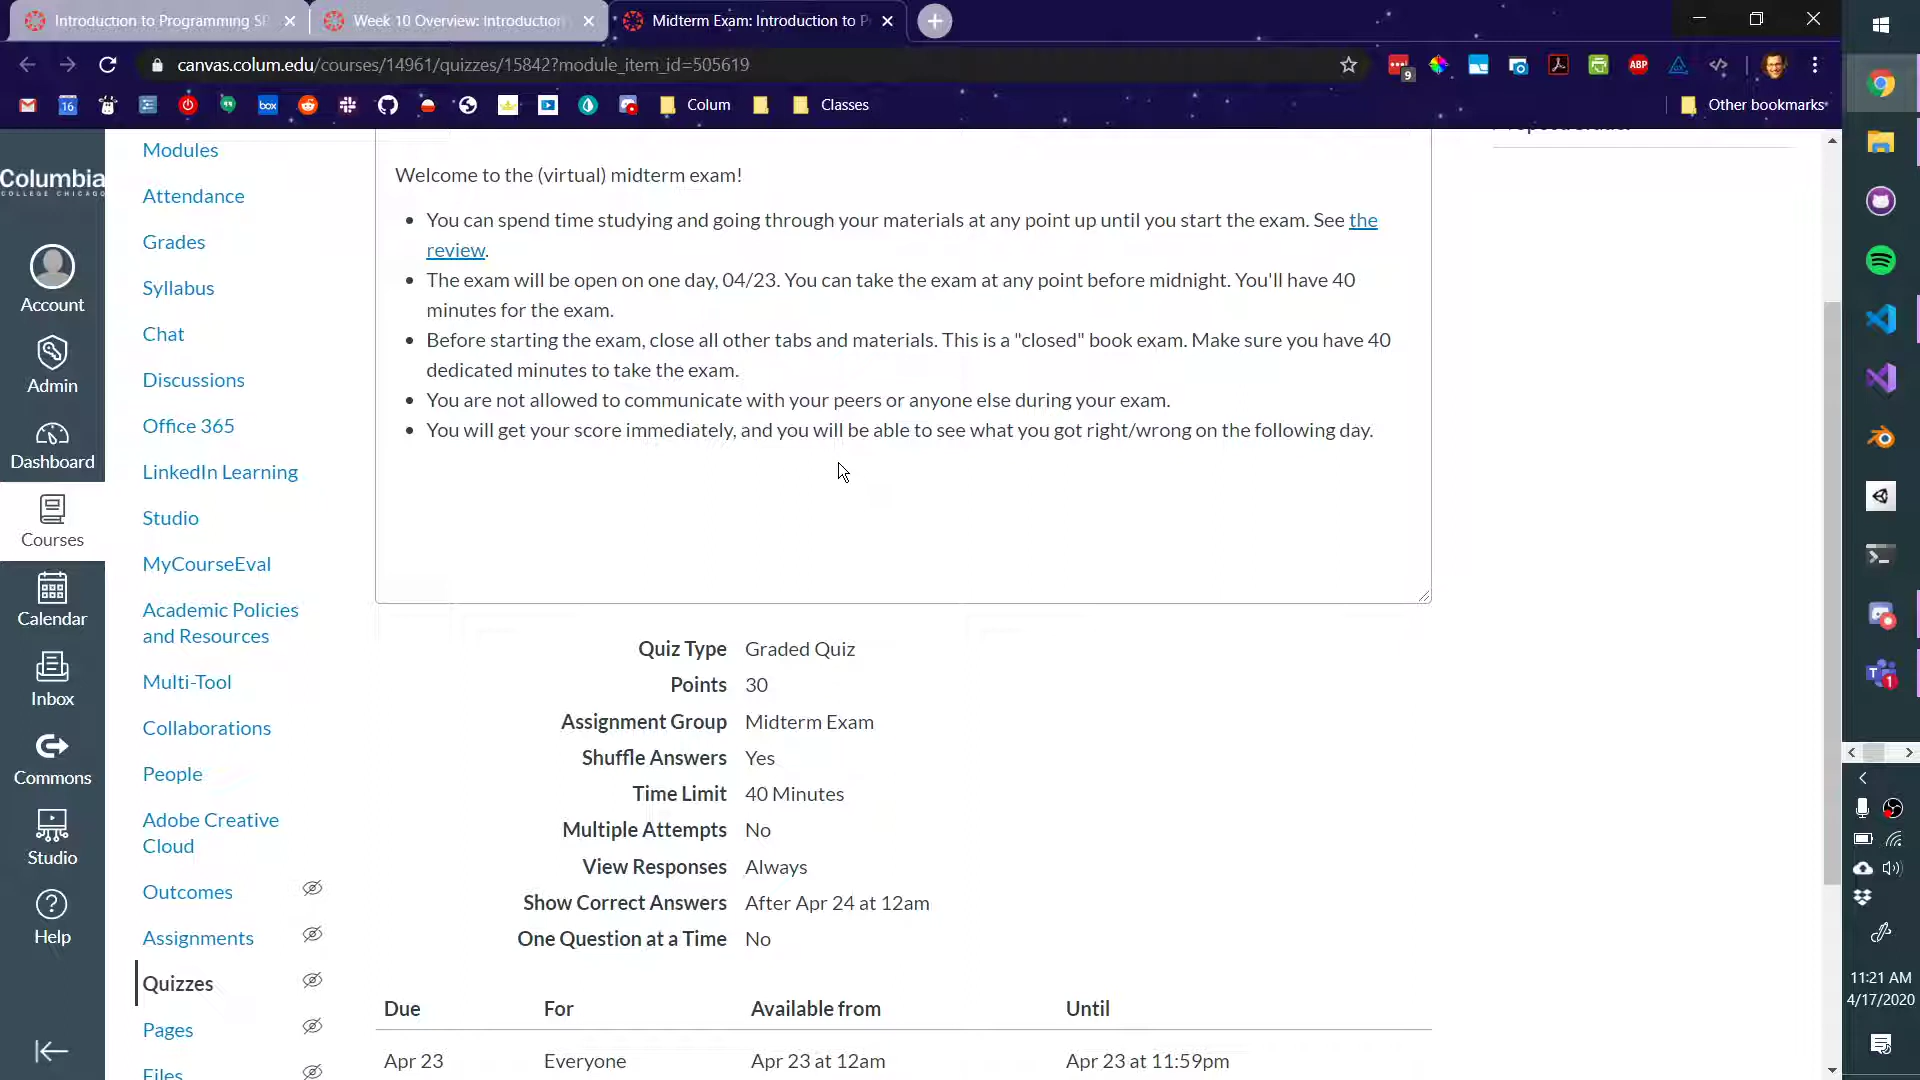 Introduction to Programming SP
Week 10 Overview: Introduction
Midterm Exam: Introduction to P
canvas.colum.edu/courses/14961/quizzes/15842?module_item_id=505619
9
ABP
16
box
Colum
Classes
Other bookmarks
Columbia
COLLEGE CHICAGO
Account
Admin
Dashboard
Courses
Calendar
Inbox
Commons
Studio
Help
Modules
Attendance
Grades
Syllabus
Chat
Discussions
Office 365
LinkedIn Learning
Studio
MyCourseEval
Academic Policies
and Resources
Multi-Tool
Collaborations
People
Adobe Creative
Cloud
Outcomes
Assignments
Quizzes
Pages
Files
Welcome to the (virtual) midterm exam!
You can spend time studying and going through your materials at any point up until you start the exam. See the
review.
The exam will be open on one day, 04/23. You can take the exam at any point before midnight. You'll have 40
minutes for the exam.
Before starting the exam, close all other tabs and materials. This is a "closed" book exam. Make sure you have 40
dedicated minutes to take the exam.
You are not allowed to communicate with your peers or anyone else during your exam.
You will get your score immediately, and you will be able to see what you got right/wrong on the following day.
Quiz Type Graded Quiz
Points 30
Assignment Group Midterm Exam
Shuffle Answers Yes
Time Limit 40 Minutes
Multiple Attempts No
View Responses Always
Show Correct Answers After Apr 24 at 12am
One Question at a Time No
Due For Available from Until
Apr 23 Everyone Apr 23 at 12am Apr 23 at 11:59pm
T
1
11:21 AM
4/17/2020